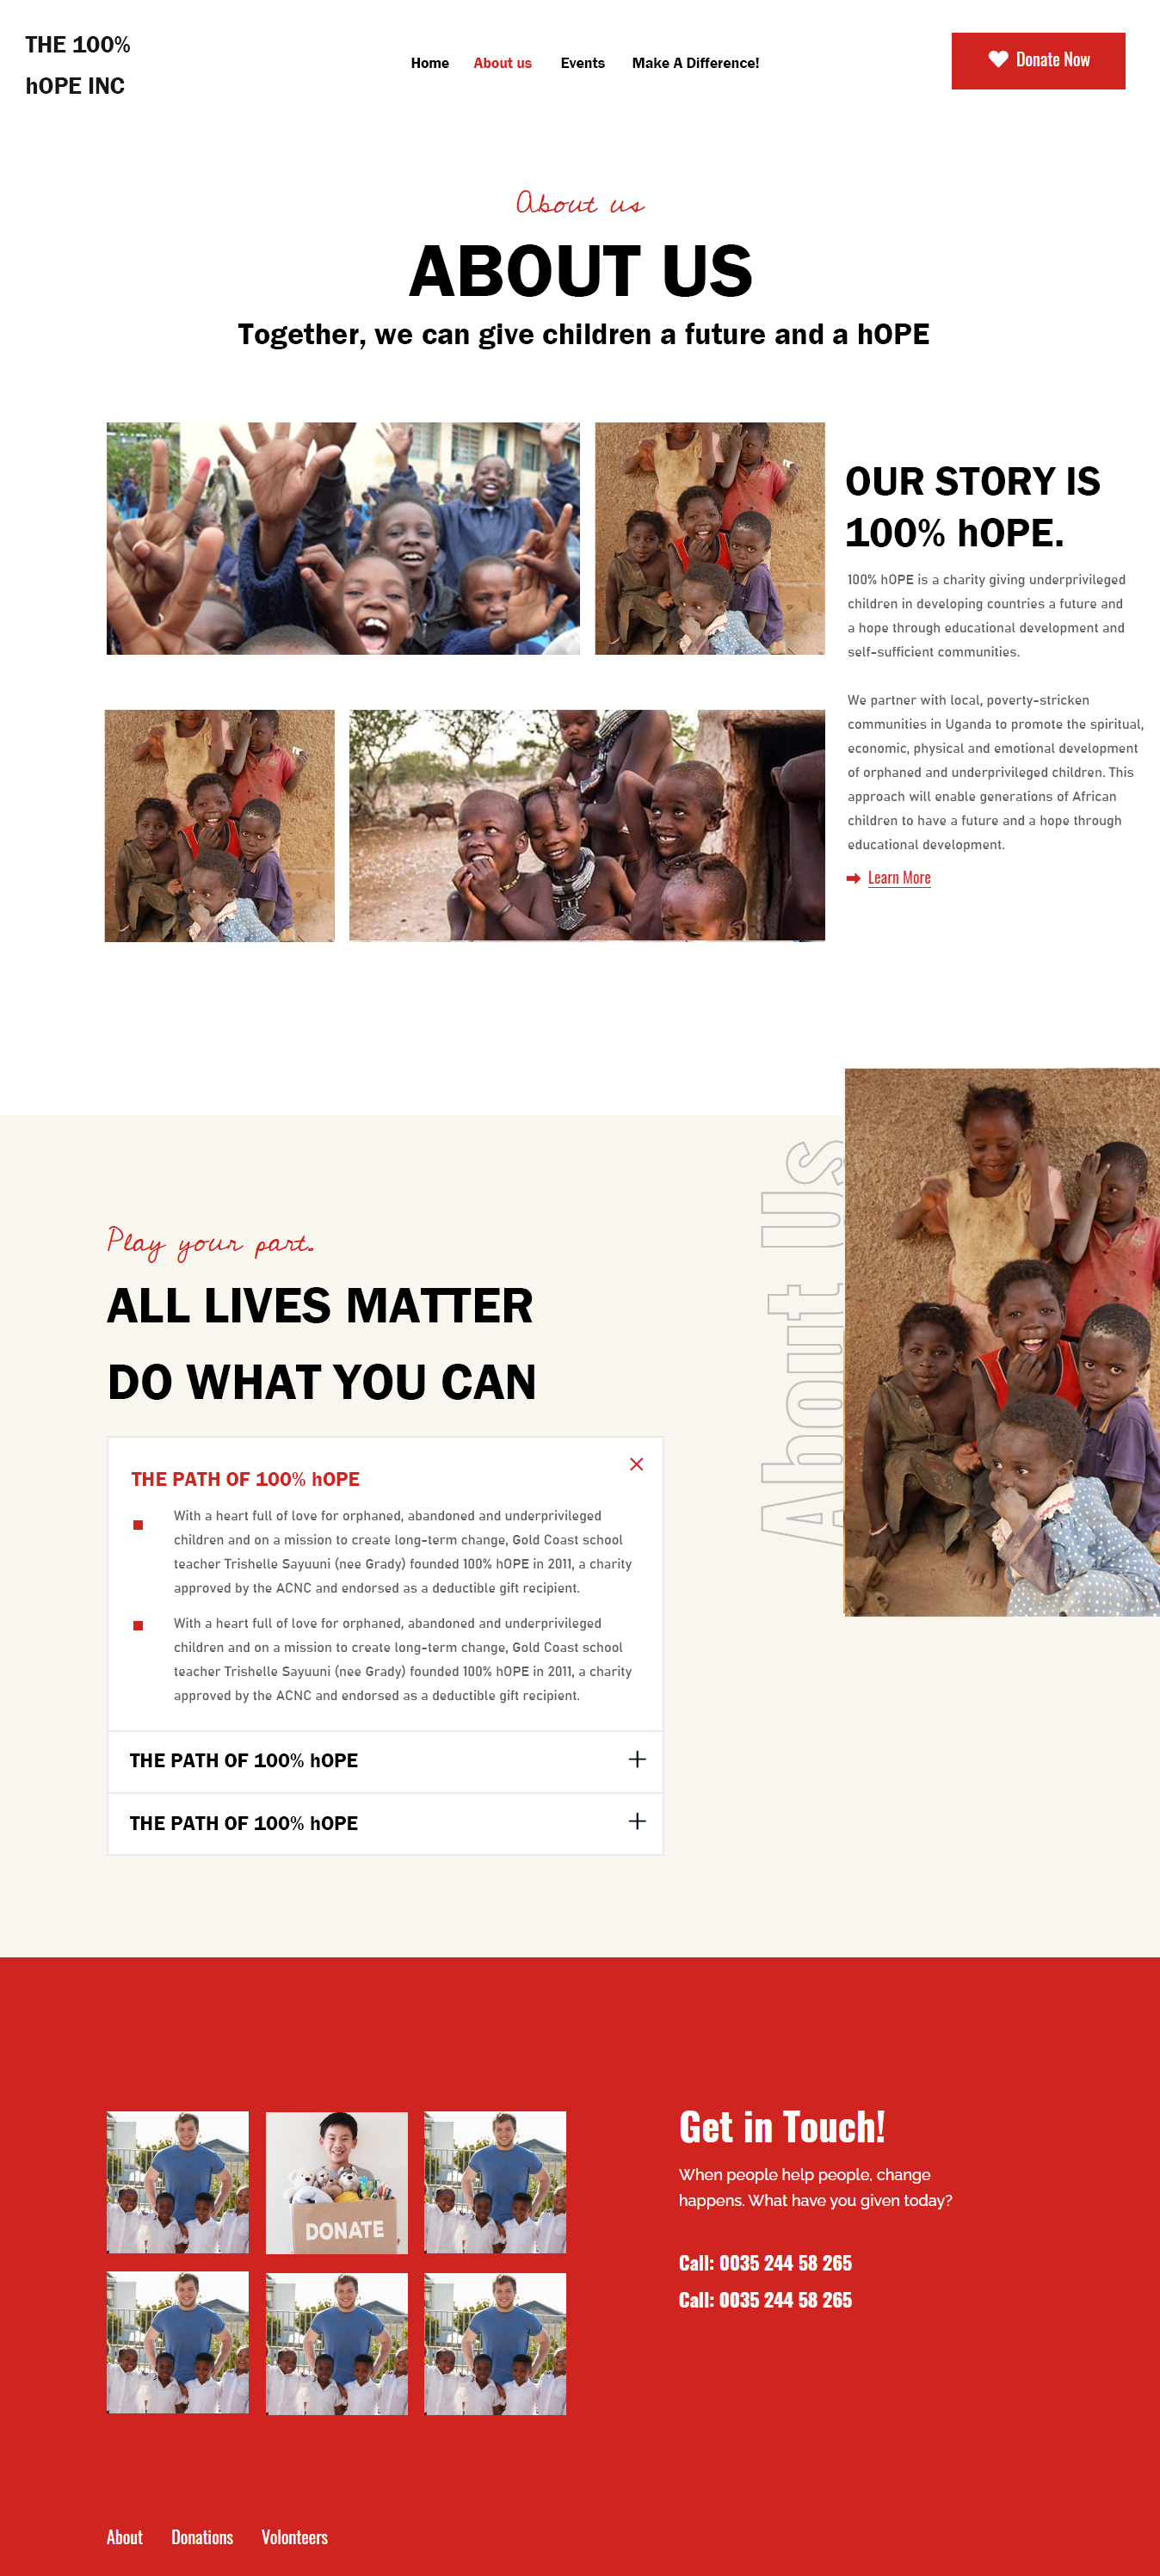 THE 100%
hOPE INC
Home About us Events Make A Difference!
Donate Now
About us
ABOUT US
Together, we can give children a future and a hOPE
OUR STORY IS
100% hOPE.
100% hOPE is a charity giving underprivileged
children in developing countries a future and
a hope through educational development and
self-sufficient communities.
We partner with local, poverty-stricken
communities in Uganda to promote the spiritual,
economic, physical and emotional development
of orphaned and underprivileged children. This
approach will enable generations of African
children to have a future and a hope through
educational development.
Learn More
About Us
Play your part.
ALL LIVES MATTER
DO WHAT YOU CAN
THE PATH OF 100% hOPE
With a heart full of love for orphaned, abandoned and underprivileged
children and on a mission to create long-term change, Gold Coast school
teacher Trishelle Sayuuni (nee Grady) founded 100% hOPE in 2011, a charity
approved by the ACNC and endorsed as a deductible gift recipient.
With a heart full of love for orphaned, abandoned and underprivileged
children and on a mission to create long-term change, Gold Coast school
teacher Trishelle Sayuuni (nee Grady) founded 100% hOPE in 2011, a charity
approved by the ACNC and endorsed as a deductible gift recipient.
THE PATH OF 100% hOPE
THE PATH OF 100% hOPE
DONATE
Get in Touch!
When people help people, change
happens. What have you given today?
Call: 0035 244 58 265
Call: 0035 244 58 265
About Donations Volonteers